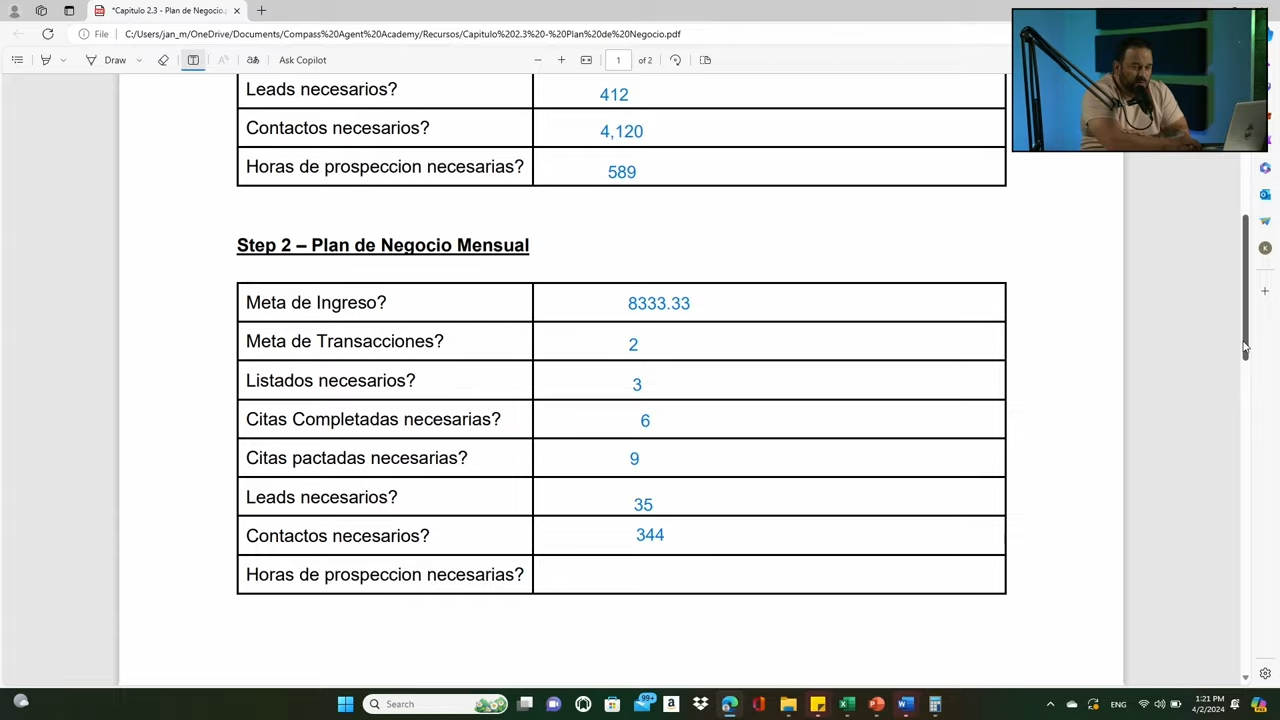 *Capitulo 2.3 - Plan de Negocio.p
File C:/Users/jan_m/OneDrive/Documents/Compass%20Agent%20Academy/Recursos/Capitulo%202.3%20-%20Plan%20de%20Negocio.pdf
Draw aあ Ask Copilot 1 of 2
Leads necesarios? 412
Contactos necesarios? 4,120
Horas de prospeccion necesarias? 589
Step 2 – Plan de Negocio Mensual
Meta de Ingreso? 8333.33
Meta de Transacciones? 2
Listados necesarios? 3
Citas Completadas necesarias? 6
Citas pactadas necesarias? 9
Leads necesarios? 35
Contactos necesarios? 344
Horas de prospeccion necesarias?
K
Search 99+ ENG 1:21 PM
4/2/2024